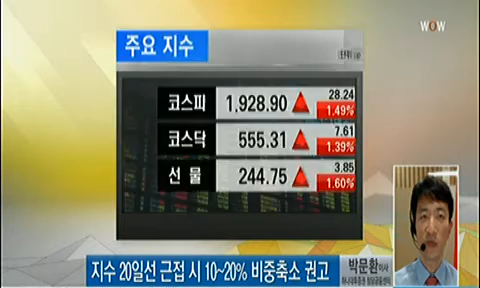 WOW
주요 지수
코스피 1,928.90 ▲ 28.24 1.49%
코스닥 555.31 ▲ 7.61 1.39%
선물 244.75 ▲ 3.85 1.60%
지수 20일선 근접 시 10~20% 비중축소 권고
박문환 이사